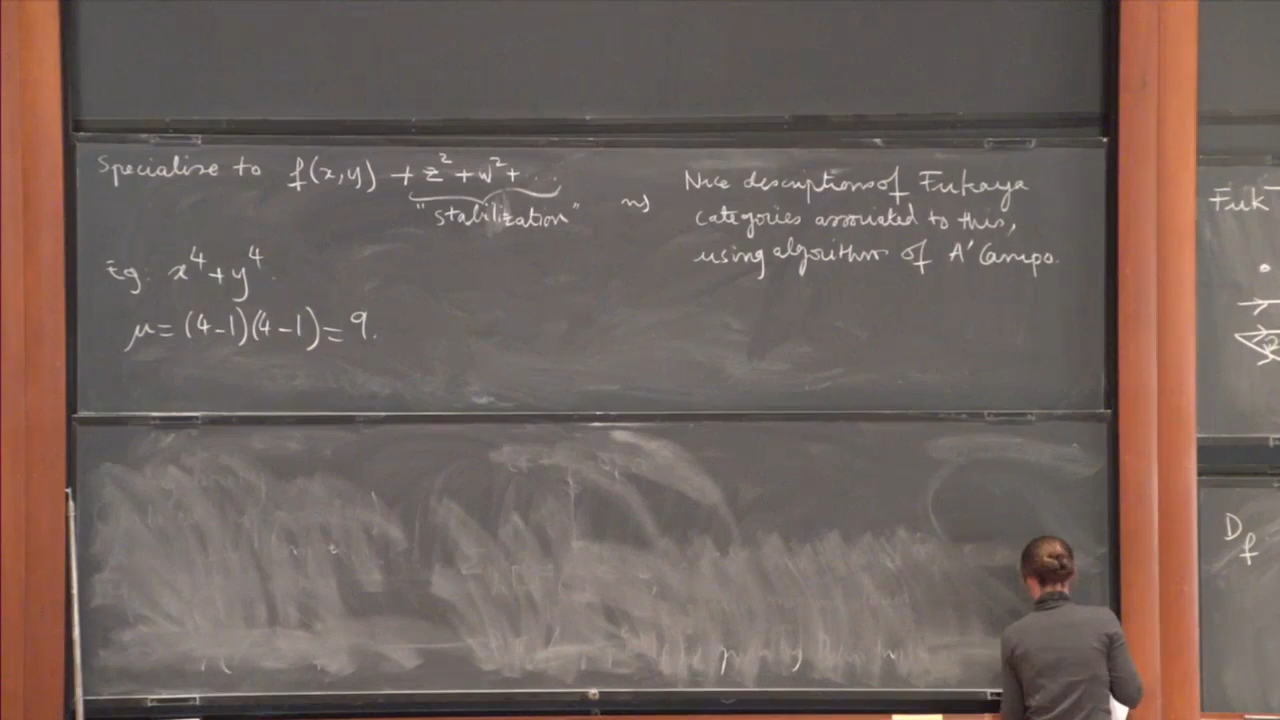 Specialise to f(x,y) + z² + w² + ...
"stabilization"
⇝ Nice descriptions of Fukaya
categories associated to this,
using algorithm of A'Campo.
Eg. x⁴+y⁴.
μ = (4-1)(4-1) = 9.
Fuk
D_f